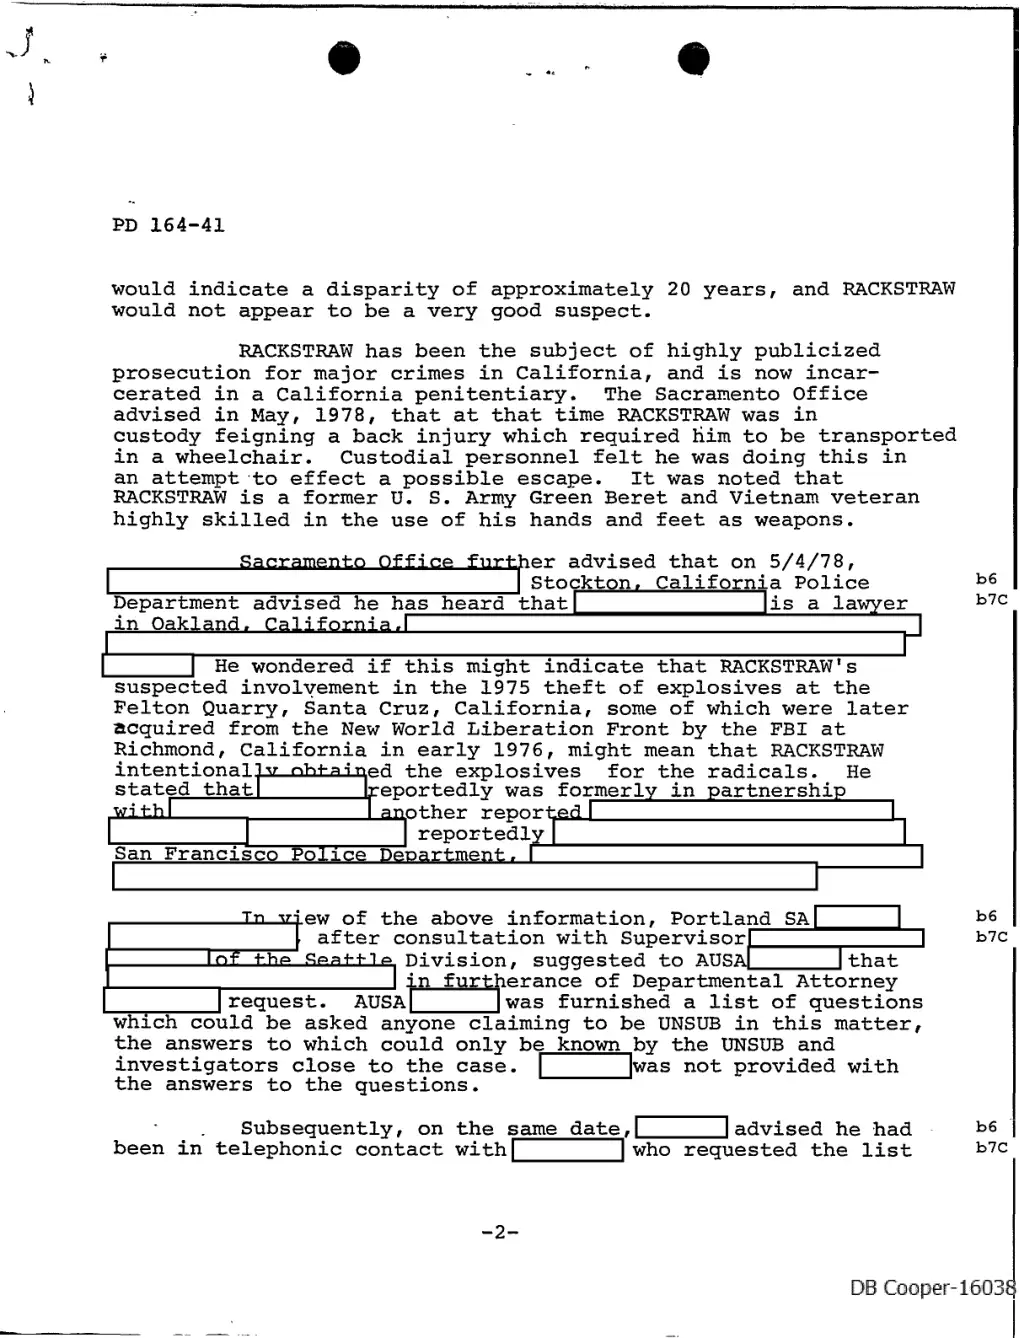 PD 164-41
would indicate a disparity of approximately 20 years, and RACKSTRAW
would not appear to be a very good suspect.
RACKSTRAW has been the subject of highly publicized
prosecution for major crimes in California, and is now incar-
cerated in a California penitentiary. The Sacramento Office
advised in May, 1978, that at that time RACKSTRAW was in
custody feigning a back injury which required him to be transported
in a wheelchair. Custodial personnel felt he was doing this in
an attempt to effect a possible escape. It was noted that
RACKSTRAW is a former U. S. Army Green Beret and Vietnam veteran
highly skilled in the use of his hands and feet as weapons.
Sacramento Office further advised that on 5/4/78,
Stockton, California Police b6
Department advised he has heard that is a lawyer b7C
in Oakland, California,
He wondered if this might indicate that RACKSTRAW's
suspected involvement in the 1975 theft of explosives at the
Felton Quarry, Santa Cruz, California, some of which were later
acquired from the New World Liberation Front by the FBI at
Richmond, California in early 1976, might mean that RACKSTRAW
intentionally obtained the explosives for the radicals. He
stated that reportedly was formerly in partnership
with another reported
reportedly
San Francisco Police Department,
In view of the above information, Portland SA b6
, after consultation with Supervisor b7C
of the Seattle Division, suggested to AUSA that
in furtherance of Departmental Attorney
request. AUSA was furnished a list of questions
which could be asked anyone claiming to be UNSUB in this matter,
the answers to which could only be known by the UNSUB and
investigators close to the case. was not provided with
the answers to the questions.
Subsequently, on the same date, advised he had b6
been in telephonic contact with who requested the list b7C
-2-
DB Cooper-16038